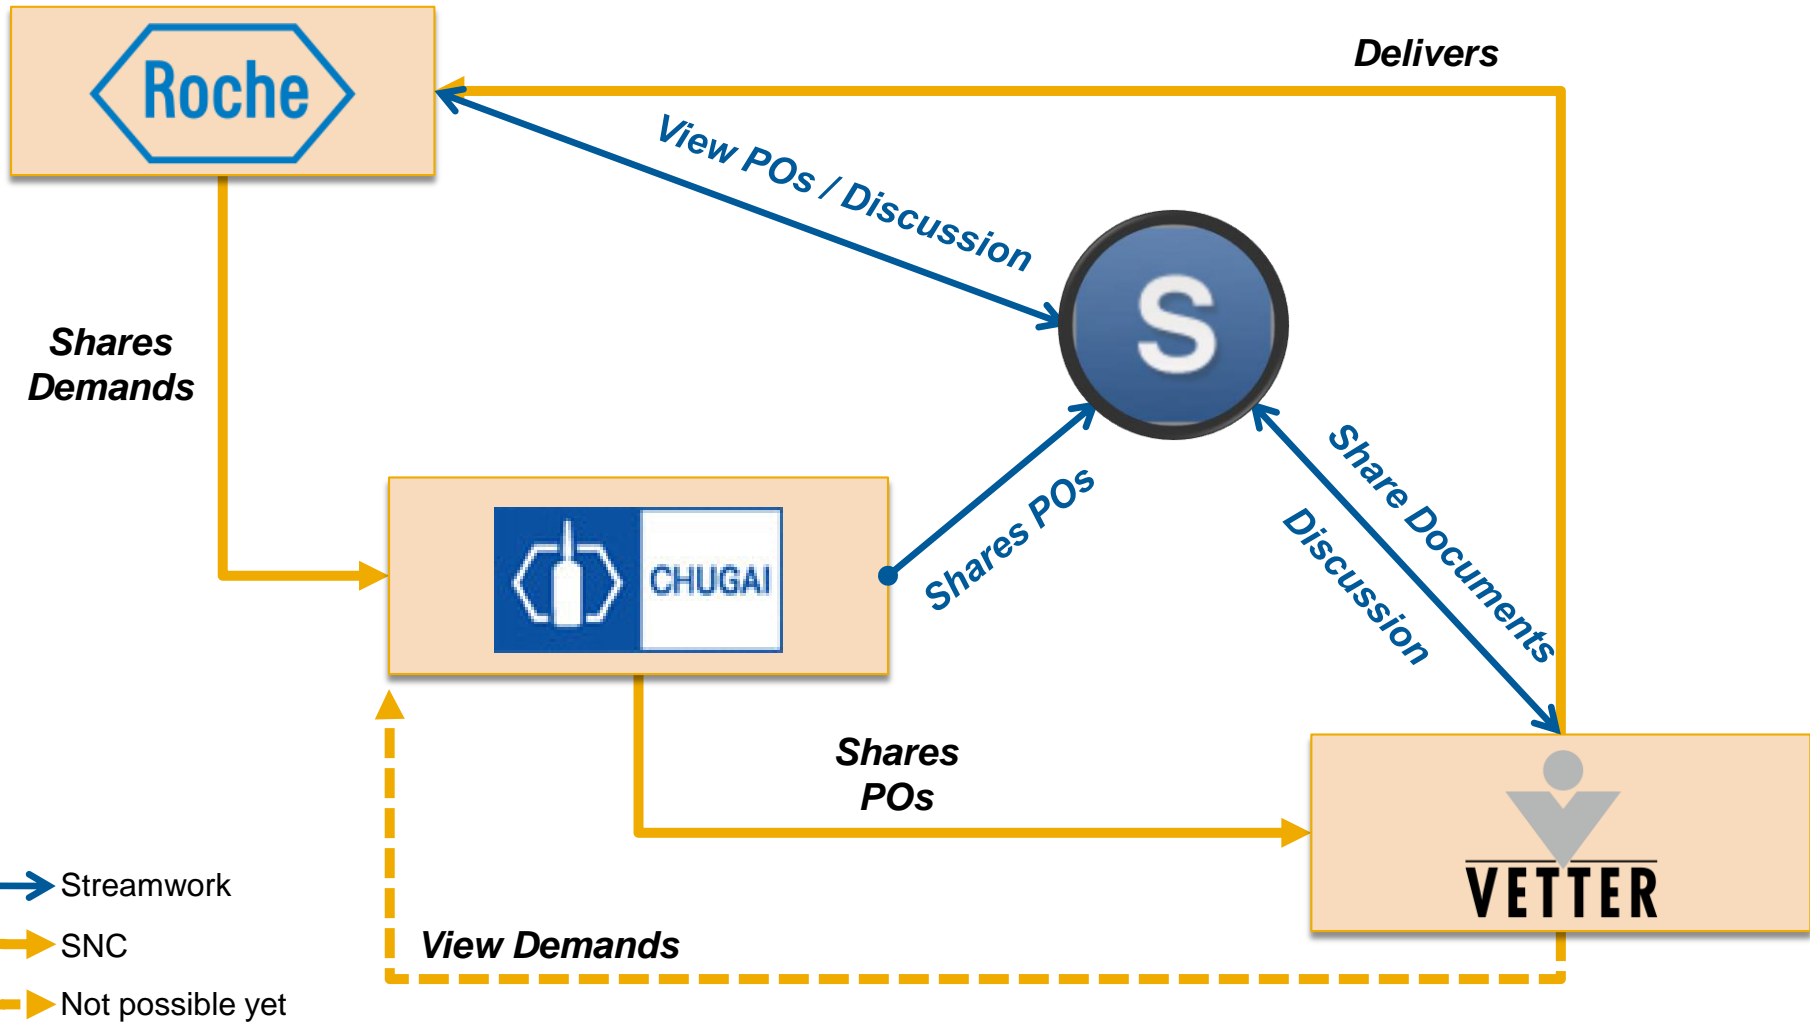 Roche
Delivers
View POs / Discussion
S
Shares
Demands
Share Documents
Discussion
Shares POs
CHUGAI
Shares
POs
VETTER
View Demands
Streamwork
SNC
Not possible yet